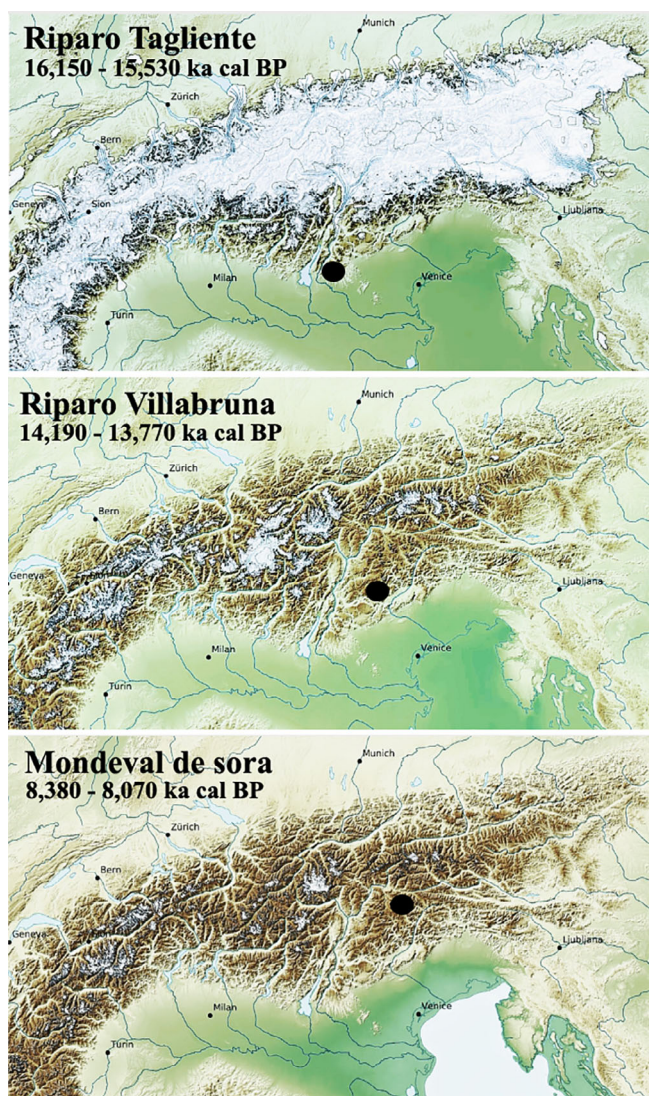 Riparo Tagliente
16,150 - 15,530 ka cal BP
Munich
Zürich
Bern
Geneva
Sion
Ljubljana
Milan
Venice
Turin
Riparo Villabruna
14,190 - 13,770 ka cal BP
Munich
Zürich
Bern
Geneva
Ljubljana
Milan
Venice
Turin
Mondeval de sora
8,380 - 8,070 ka cal BP
Munich
Zürich
Bern
Geneva
Ljubljana
Milan
Venice
Turin